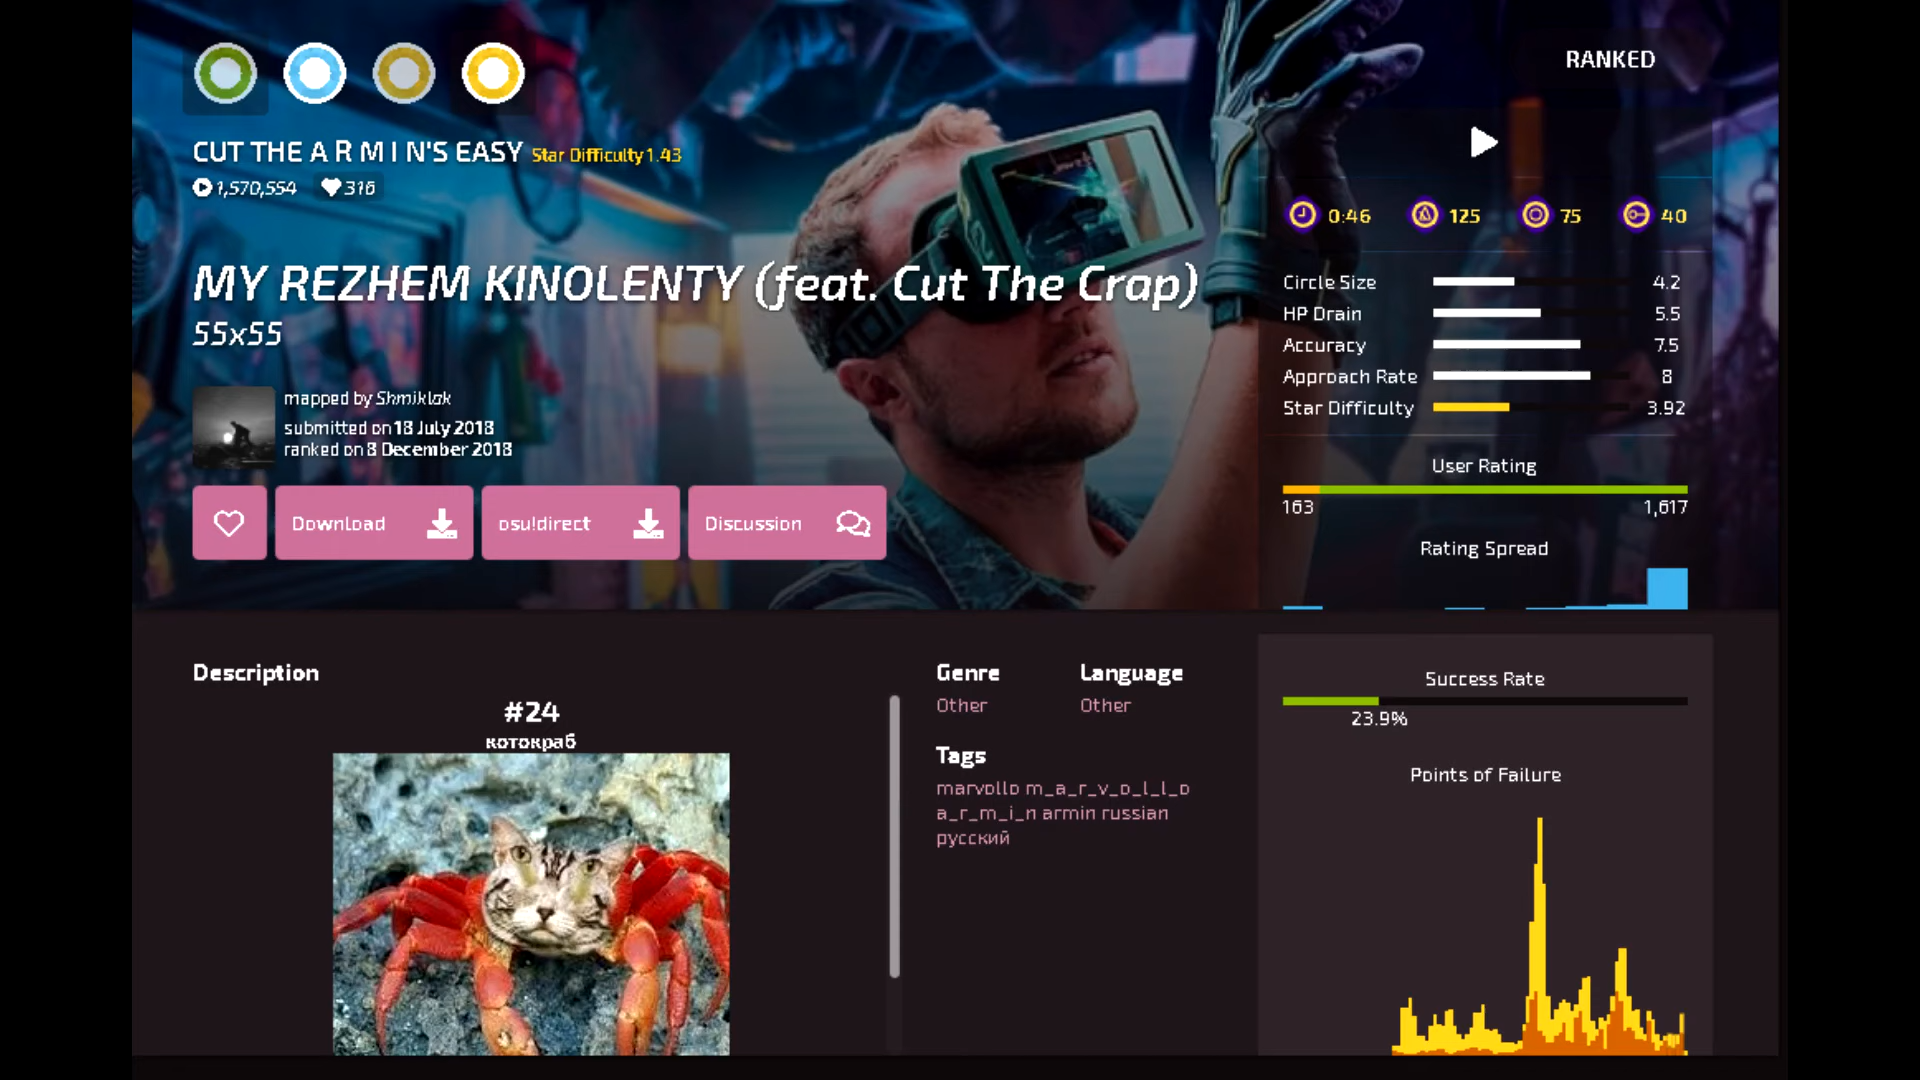 RANKED
CUT THE A R M I N'S EASY Star Difficulty 1.43
1,570,554 316
0:46 125 75 40
MY REZHEM KINOLENTY (feat. Cut The Crap)
55x55
mapped by Shmiklak
submitted on 18 July 2018
ranked on 8 December 2018
Download
osu!direct
Discussion
Circle Size 4.2
HP Drain 5.5
Accuracy 7.5
Approach Rate 8
Star Difficulty 3.92
User Rating
163 1,617
Rating Spread
Description
#24
котокраб
Genre
Other
Language
Other
Tags
marvollo m_a_r_v_o_l_l_o
a_r_m_i_n armin russian
русский
Success Rate
23.9%
Points of Failure